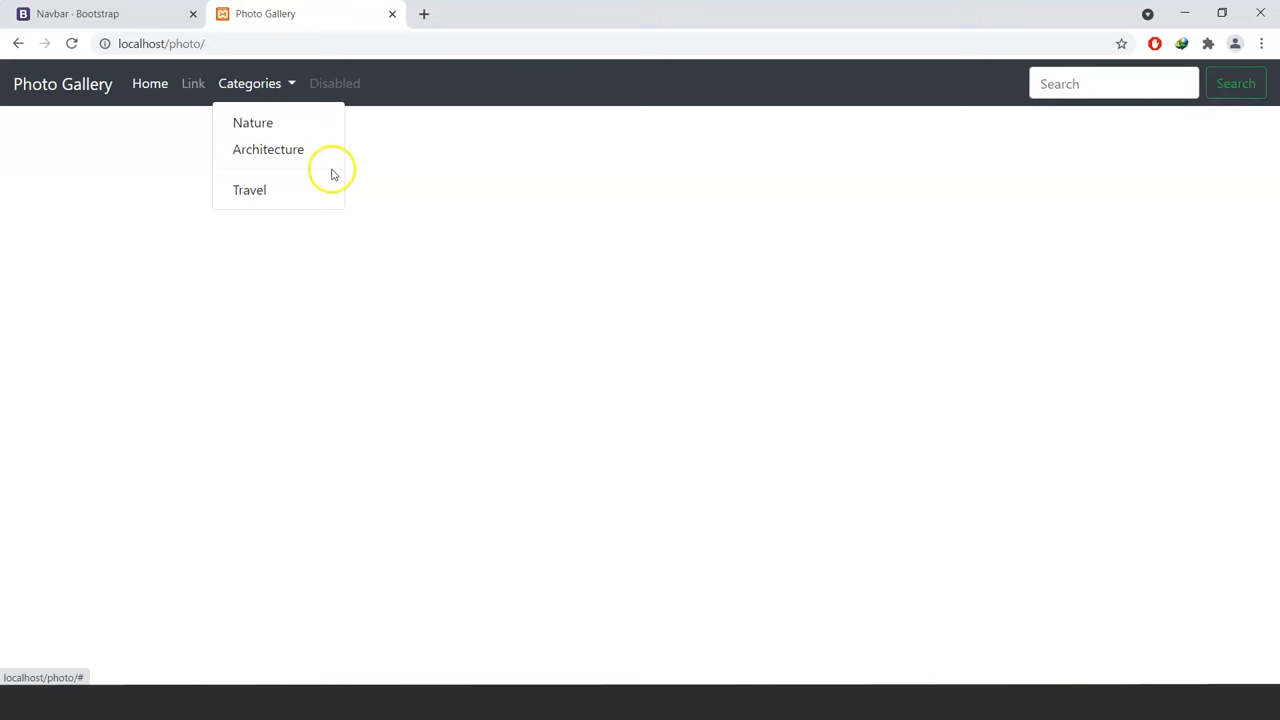 Navbar · Bootstrap
Photo Gallery
localhost/photo/
Photo Gallery Home Link Categories Disabled Search Search
Nature
Architecture
Travel
localhost/photo/#